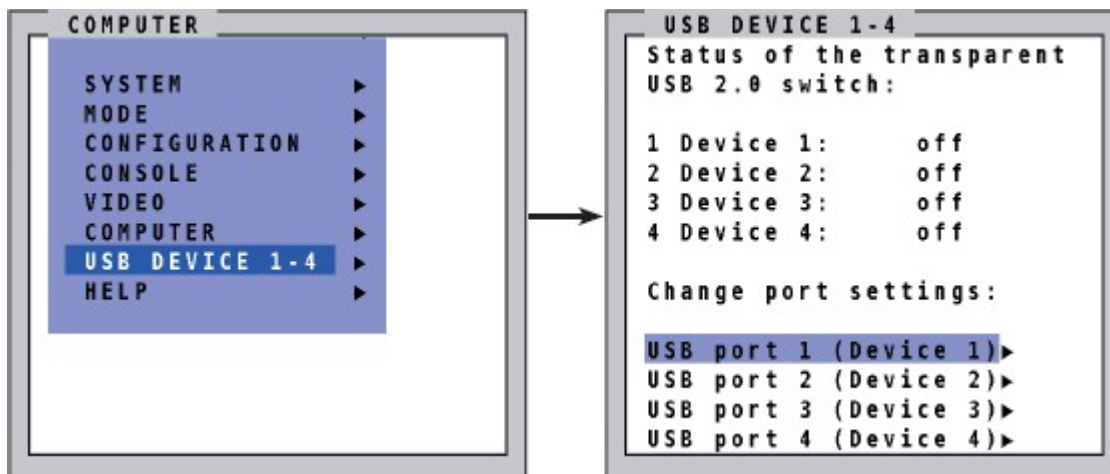 COMPUTER
SYSTEM ▶
MODE ▶
CONFIGURATION ▶
CONSOLE ▶
VIDEO ▶
COMPUTER ▶
USB DEVICE 1-4 ▶
HELP ▶
USB DEVICE 1-4
Status of the transparent
USB 2.0 switch:
1 Device 1: off
2 Device 2: off
3 Device 3: off
4 Device 4: off
Change port settings:
USB port 1 (Device 1)▶
USB port 2 (Device 2)▶
USB port 3 (Device 3)▶
USB port 4 (Device 4)▶